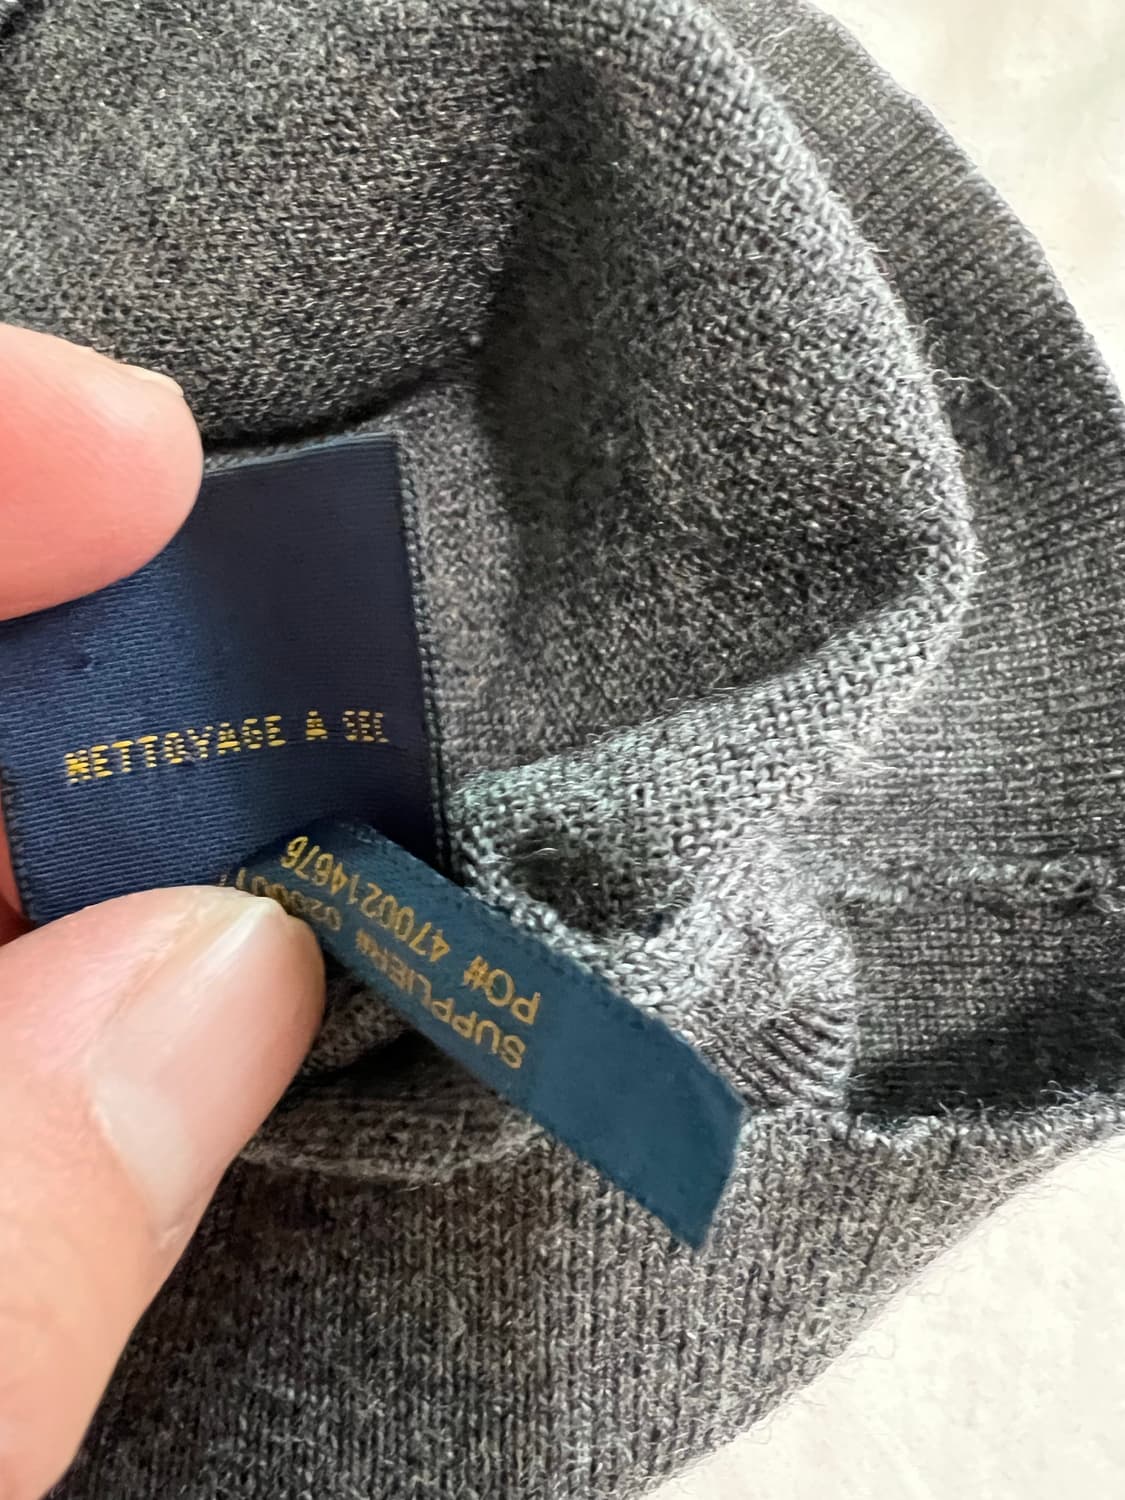 NETTOYAGE A SEC
PO# 4700214676
SUPPLIER#